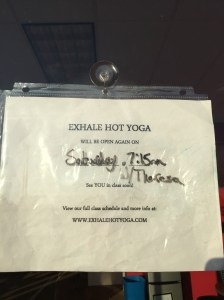 EXHALE HOT YOGA
WILL BE OPEN AGAIN ON
Saturday 7:15am
w/Theresa
See YOU in class soon!
View our full class schedule and more info at:
WWW.EXHALEHOTYOGA.COM